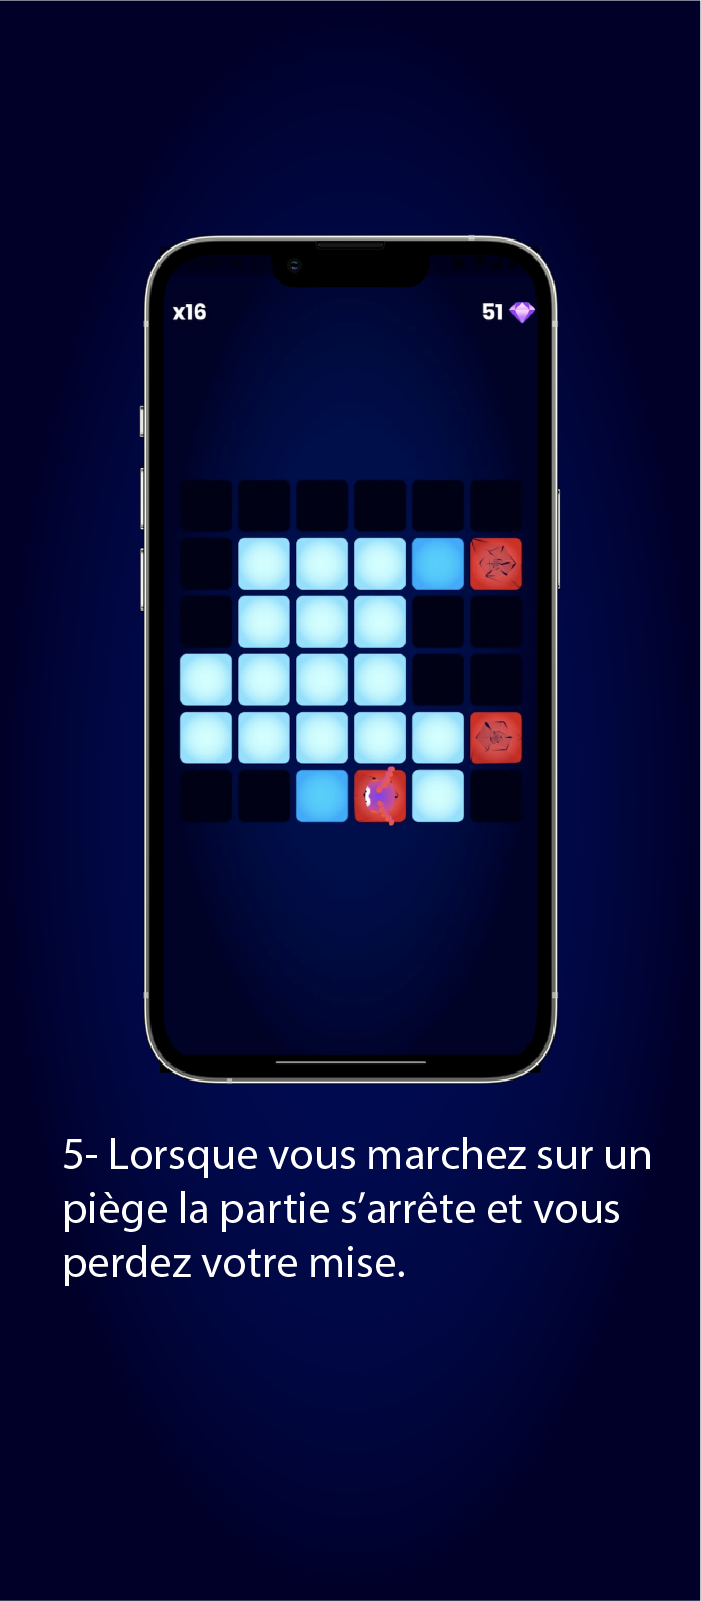 x16
51
5- Lorsque vous marchez sur un
piège la partie s’arrête et vous
perdez votre mise.